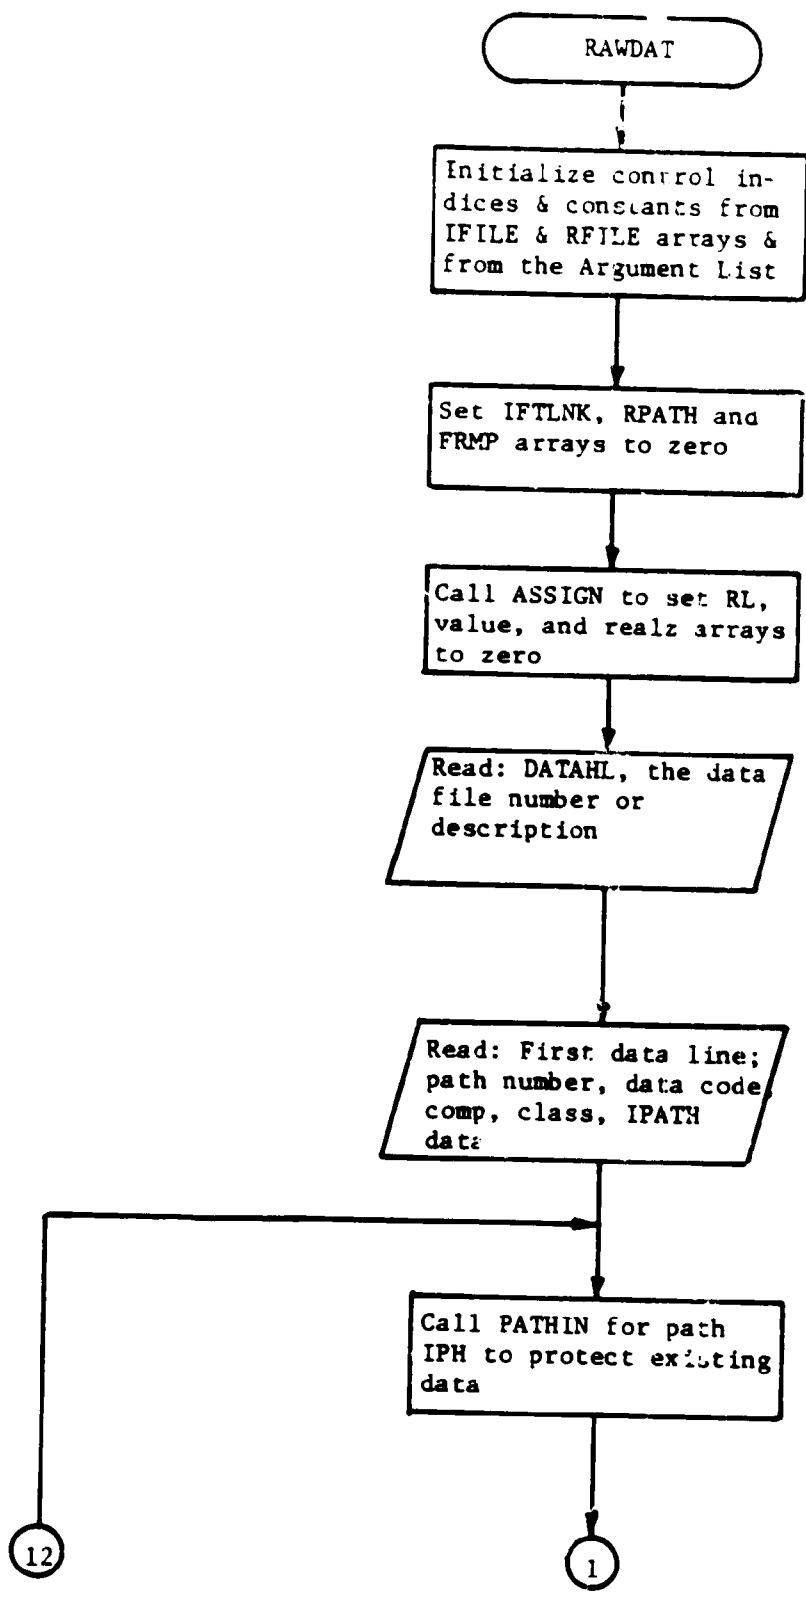 RAWDAT
Initialize control in-
dices & constants from
IFILE & RFILE arrays &
from the Argument List
Set IFTLNK, RPATH and
FRMP arrays to zero
Call ASSIGN to set RL,
value, and realz arrays
to zero
Read: DATAHL, the data
file number or
description
Read: First data line;
path number, data code,
comp, class, IPATH
data
Call PATHIN for path
IPH to protect existing
data
12
1